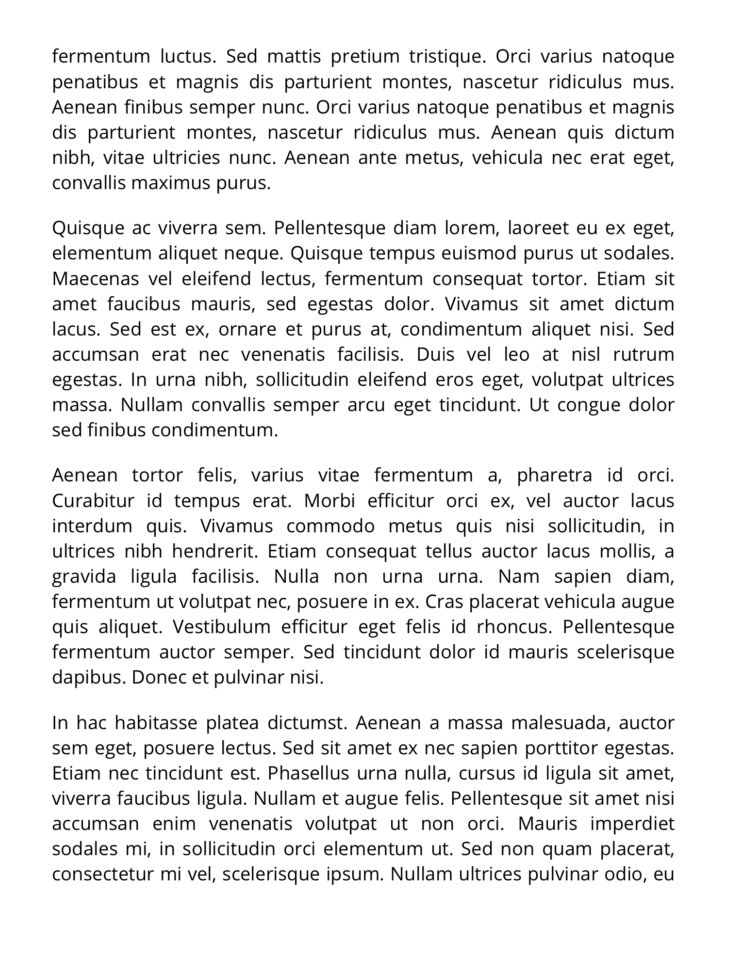 fermentum luctus. Sed mattis pretium tristique. Orci varius natoque
penatibus et magnis dis parturient montes, nascetur ridiculus mus.
Aenean finibus semper nunc. Orci varius natoque penatibus et magnis
dis parturient montes, nascetur ridiculus mus. Aenean quis dictum
nibh, vitae ultricies nunc. Aenean ante metus, vehicula nec erat eget,
convallis maximus purus.
Quisque ac viverra sem. Pellentesque diam lorem, laoreet eu ex eget,
elementum aliquet neque. Quisque tempus euismod purus ut sodales.
Maecenas vel eleifend lectus, fermentum consequat tortor. Etiam sit
amet faucibus mauris, sed egestas dolor. Vivamus sit amet dictum
lacus. Sed est ex, ornare et purus at, condimentum aliquet nisi. Sed
accumsan erat nec venenatis facilisis. Duis vel leo at nisl rutrum
egestas. In urna nibh, sollicitudin eleifend eros eget, volutpat ultrices
massa. Nullam convallis semper arcu eget tincidunt. Ut congue dolor
sed finibus condimentum.
Aenean tortor felis, varius vitae fermentum a, pharetra id orci.
Curabitur id tempus erat. Morbi efficitur orci ex, vel auctor lacus
interdum quis. Vivamus commodo metus quis nisi sollicitudin, in
ultrices nibh hendrerit. Etiam consequat tellus auctor lacus mollis, a
gravida ligula facilisis. Nulla non urna urna. Nam sapien diam,
fermentum ut volutpat nec, posuere in ex. Cras placerat vehicula augue
quis aliquet. Vestibulum efficitur eget felis id rhoncus. Pellentesque
fermentum auctor semper. Sed tincidunt dolor id mauris scelerisque
dapibus. Donec et pulvinar nisi.
In hac habitasse platea dictumst. Aenean a massa malesuada, auctor
sem eget, posuere lectus. Sed sit amet ex nec sapien porttitor egestas.
Etiam nec tincidunt est. Phasellus urna nulla, cursus id ligula sit amet,
viverra faucibus ligula. Nullam et augue felis. Pellentesque sit amet nisi
accumsan enim venenatis volutpat ut non orci. Mauris imperdiet
sodales mi, in sollicitudin orci elementum ut. Sed non quam placerat,
consectetur mi vel, scelerisque ipsum. Nullam ultrices pulvinar odio, eu